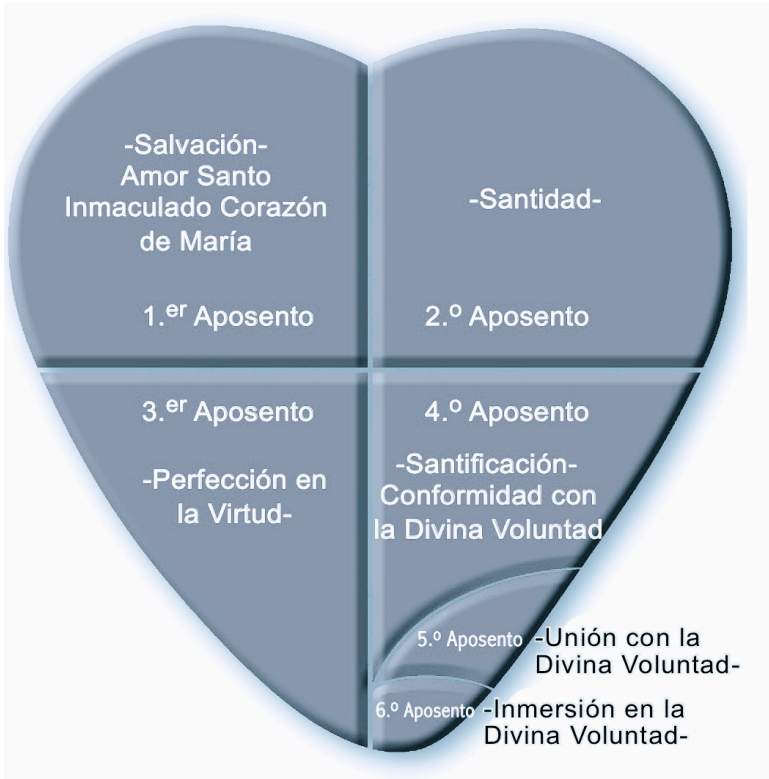 -Salvación-
Amor Santo
Inmaculado Corazón
de María
1.er Aposento
-Santidad-
2.º Aposento
3.er Aposento
-Perfección en
la Virtud-
4.º Aposento
-Santificación-
Conformidad con
la Divina Voluntad
5.º Aposento -Unión con la
Divina Voluntad-
6.º Aposento -Inmersión en la
Divina Voluntad-